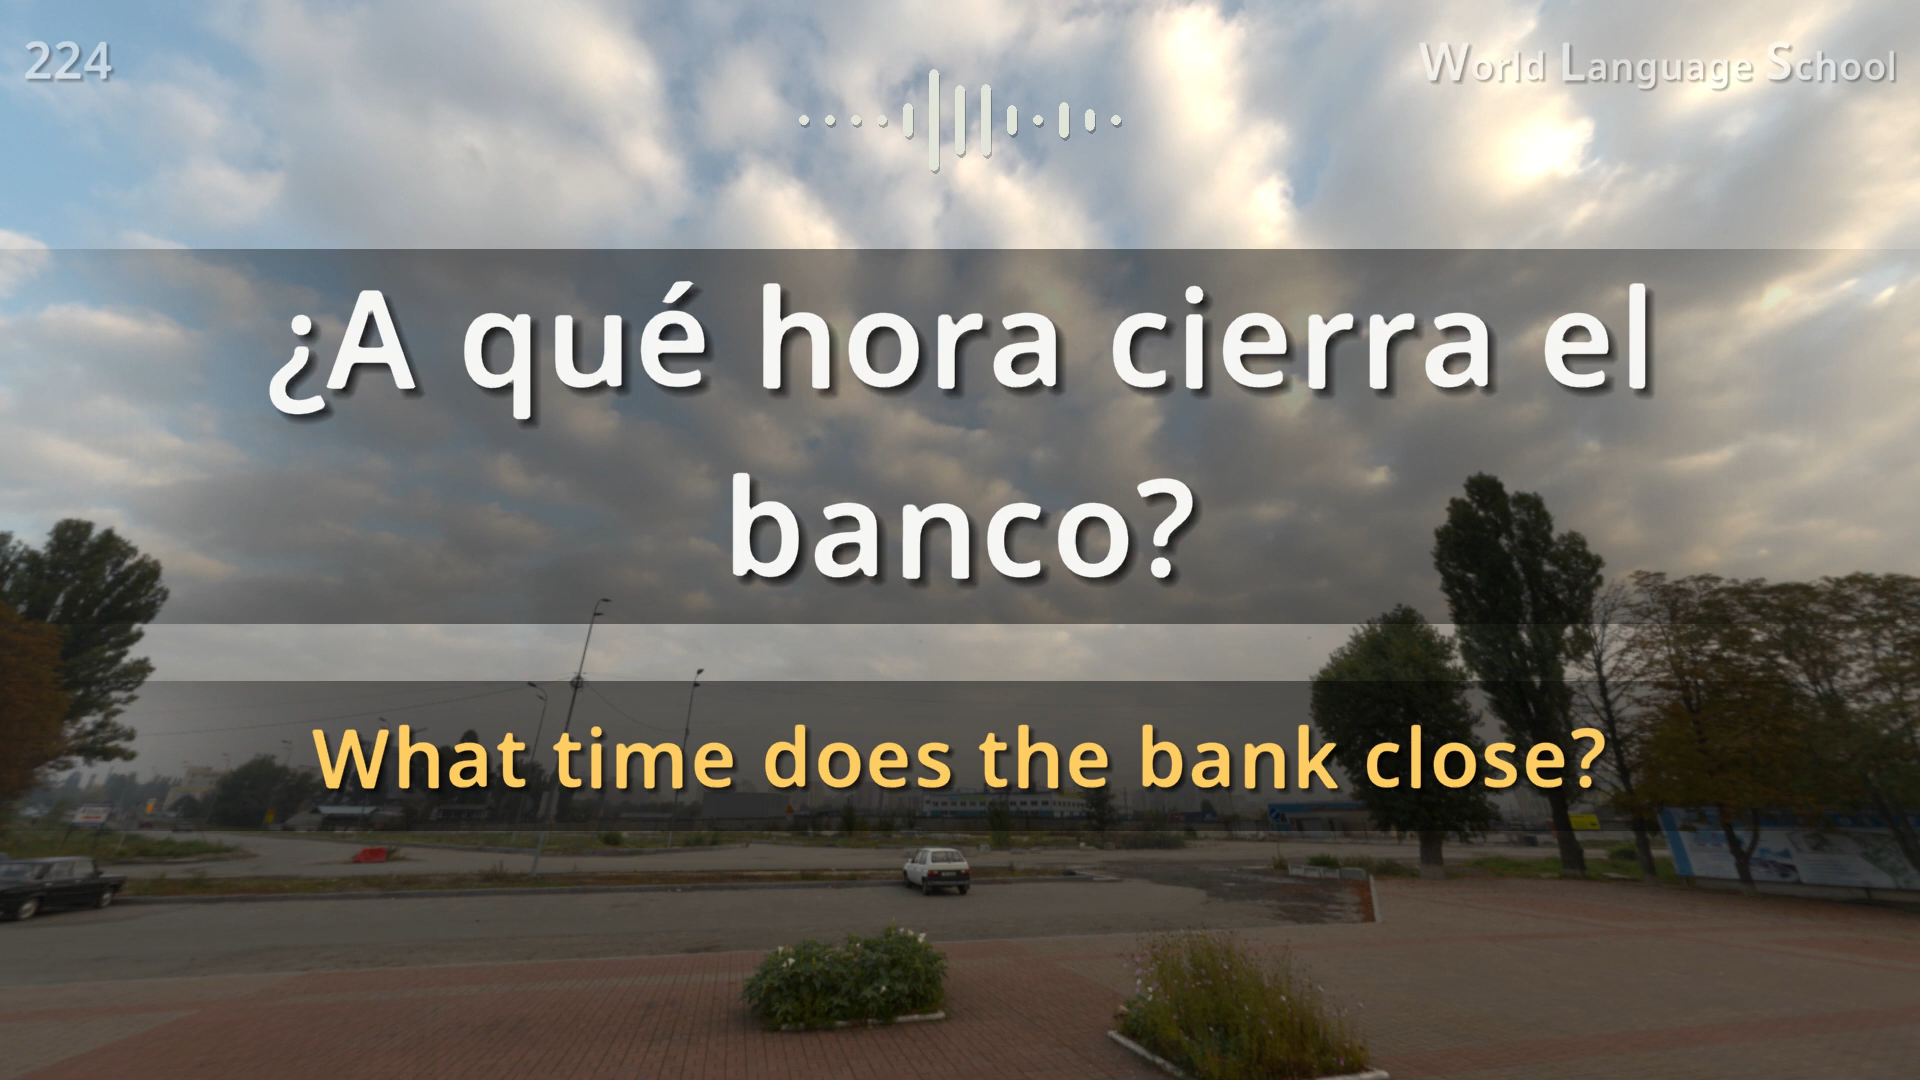 224
World Language School
¿A qué hora cierra el
banco?
What time does the bank close?